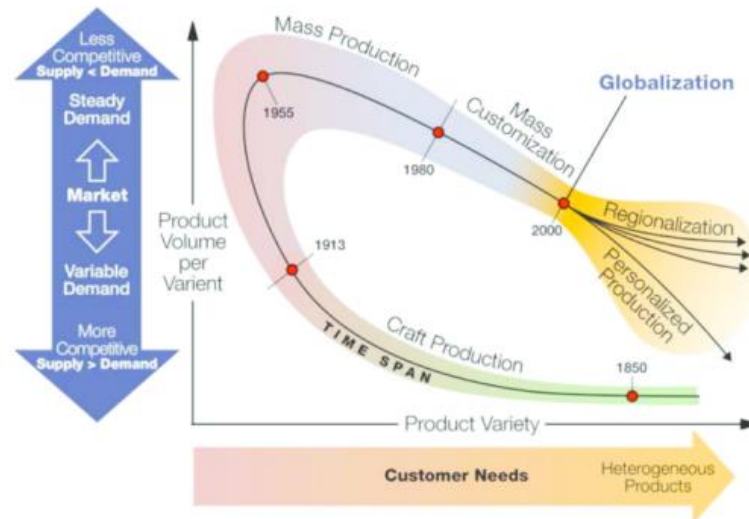 Less
Competitive
Supply < Demand
Steady
Demand
Market
Variable
Demand
More
Competitive
Supply > Demand
Product
Volume
per
Varient
Mass Production
1955
1980
Mass
Customization
Globalization
2000
Regionalization
Personalized
Production
1913
TIME SPAN
Craft Production
1850
Product Variety
Customer Needs
Heterogeneous
Products